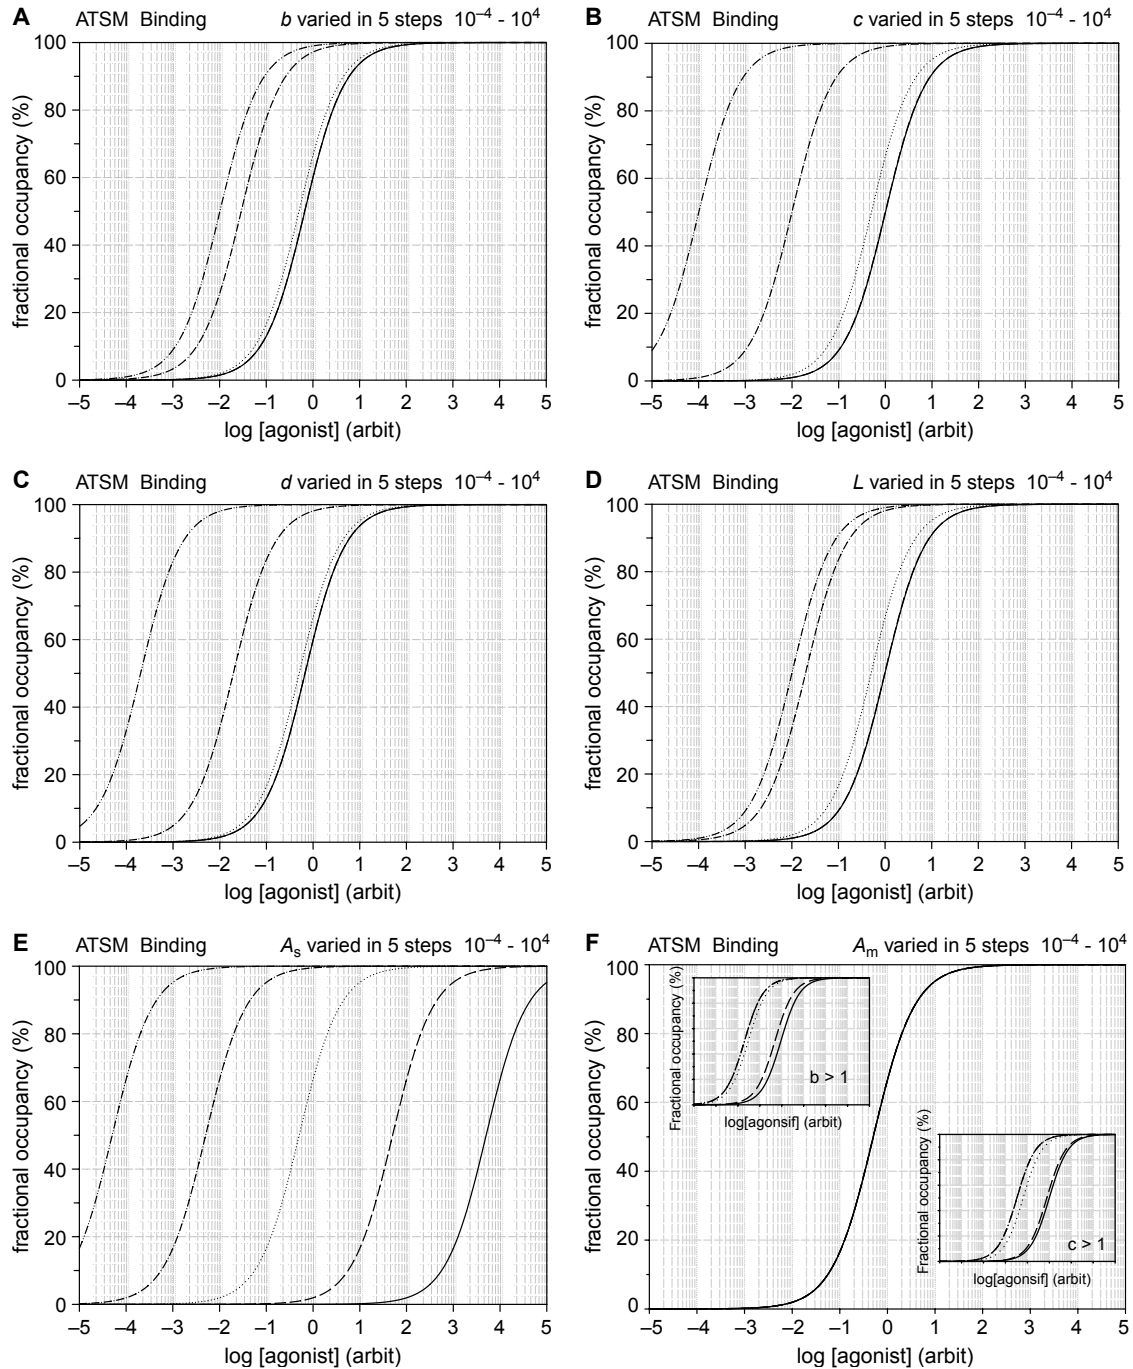 A ATSM Binding b varied in 5 steps 10⁻⁴ - 10⁴
fractional occupancy (%)
100
80
60
40
20
0
–5 –4 –3 –2 –1 0 1 2 3 4 5
log [agonist] (arbit)
B ATSM Binding c varied in 5 steps 10⁻⁴ - 10⁴
fractional occupancy (%)
100
80
60
40
20
0
–5 –4 –3 –2 –1 0 1 2 3 4 5
log [agonist] (arbit)
C ATSM Binding d varied in 5 steps 10⁻⁴ - 10⁴
fractional occupancy (%)
100
80
60
40
20
0
–5 –4 –3 –2 –1 0 1 2 3 4 5
log [agonist] (arbit)
D ATSM Binding L varied in 5 steps 10⁻⁴ - 10⁴
fractional occupancy (%)
100
80
60
40
20
0
–5 –4 –3 –2 –1 0 1 2 3 4 5
log [agonist] (arbit)
E ATSM Binding Aₛ varied in 5 steps 10⁻⁴ - 10⁴
fractional occupancy (%)
100
80
60
40
20
0
–5 –4 –3 –2 –1 0 1 2 3 4 5
log [agonist] (arbit)
F ATSM Binding Aₘ varied in 5 steps 10⁻⁴ - 10⁴
fractional occupancy (%)
100
80
60
40
20
0
–5 –4 –3 –2 –1 0 1 2 3 4 5
log [agonist] (arbit)
Fractional occupancy (%)
b > 1
log[agonsif] (arbit)
Fractional occupancy (%)
c > 1
log[agonsif] (arbit)